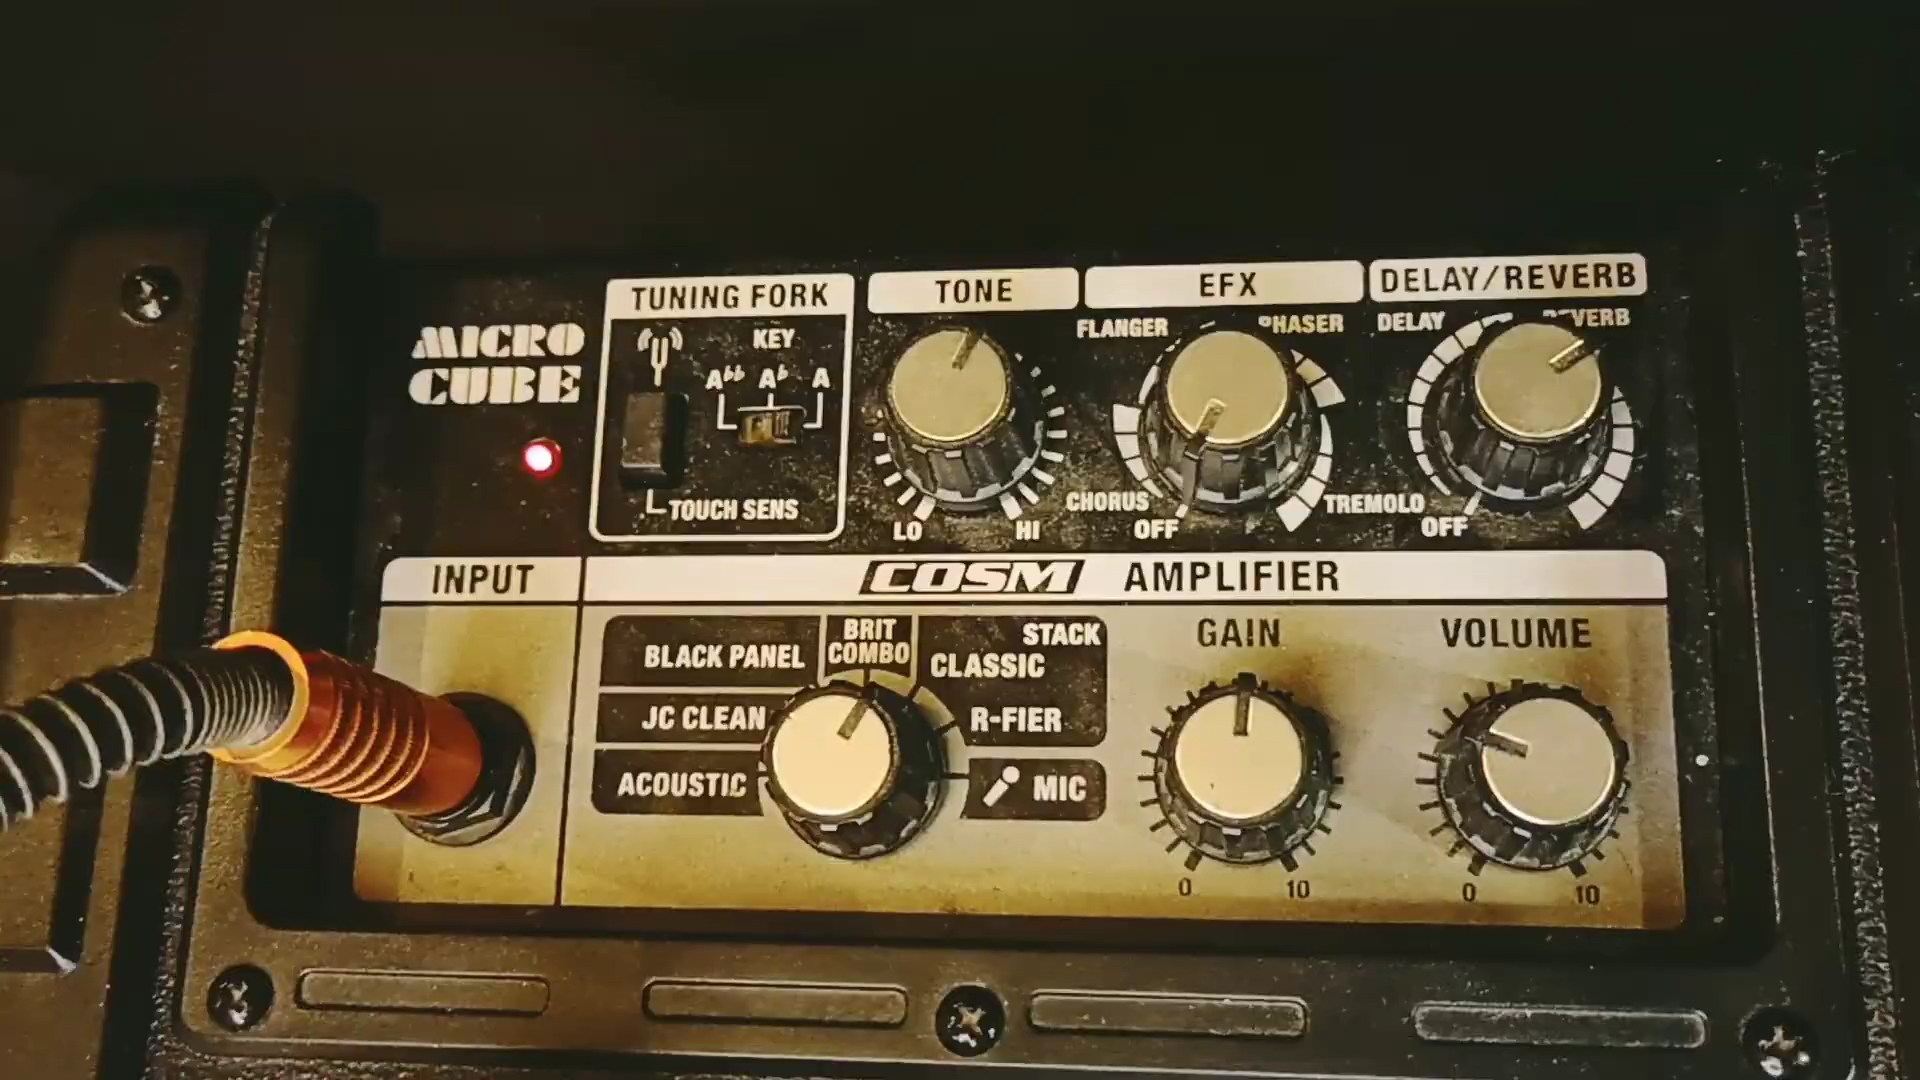 TUNING FORK
TONE
EFX
DELAY/REVERB
MICRO
CUBE
KEY
A♭♭ A♭ A
TOUCH SENS
LO
HI
FLANGER
PHASER
CHORUS
OFF
TREMOLO
DELAY
REVERB
OFF
INPUT
COSM AMPLIFIER
BLACK PANEL
BRIT
COMBO
STACK
CLASSIC
JC CLEAN
R-FIER
ACOUSTIC
MIC
GAIN
0
10
VOLUME
0
10